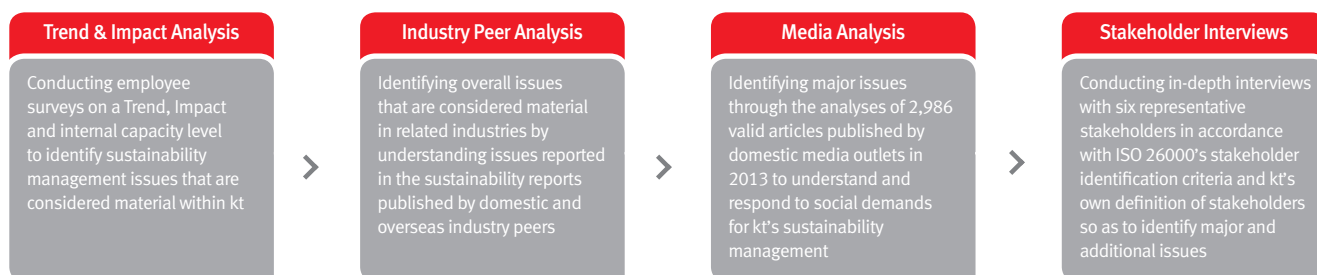 Trend & Impact Analysis
Conducting employee
surveys on a Trend, Impact
and internal capacity level
to identify sustainability
management issues that are
considered material within kt
Industry Peer Analysis
Identifying overall issues
that are considered material
in related industries by
understanding issues reported
in the sustainability reports
published by domestic and
overseas industry peers
Media Analysis
Identifying major issues
through the analyses of 2,986
valid articles published by
domestic media outlets in
2013 to understand and
respond to social demands
for kt's sustainability
management
Stakeholder Interviews
Conducting in-depth interviews
with six representative
stakeholders in accordance
with ISO 26000's stakeholder
identification criteria and kt's
own definition of stakeholders
so as to identify major and
additional issues